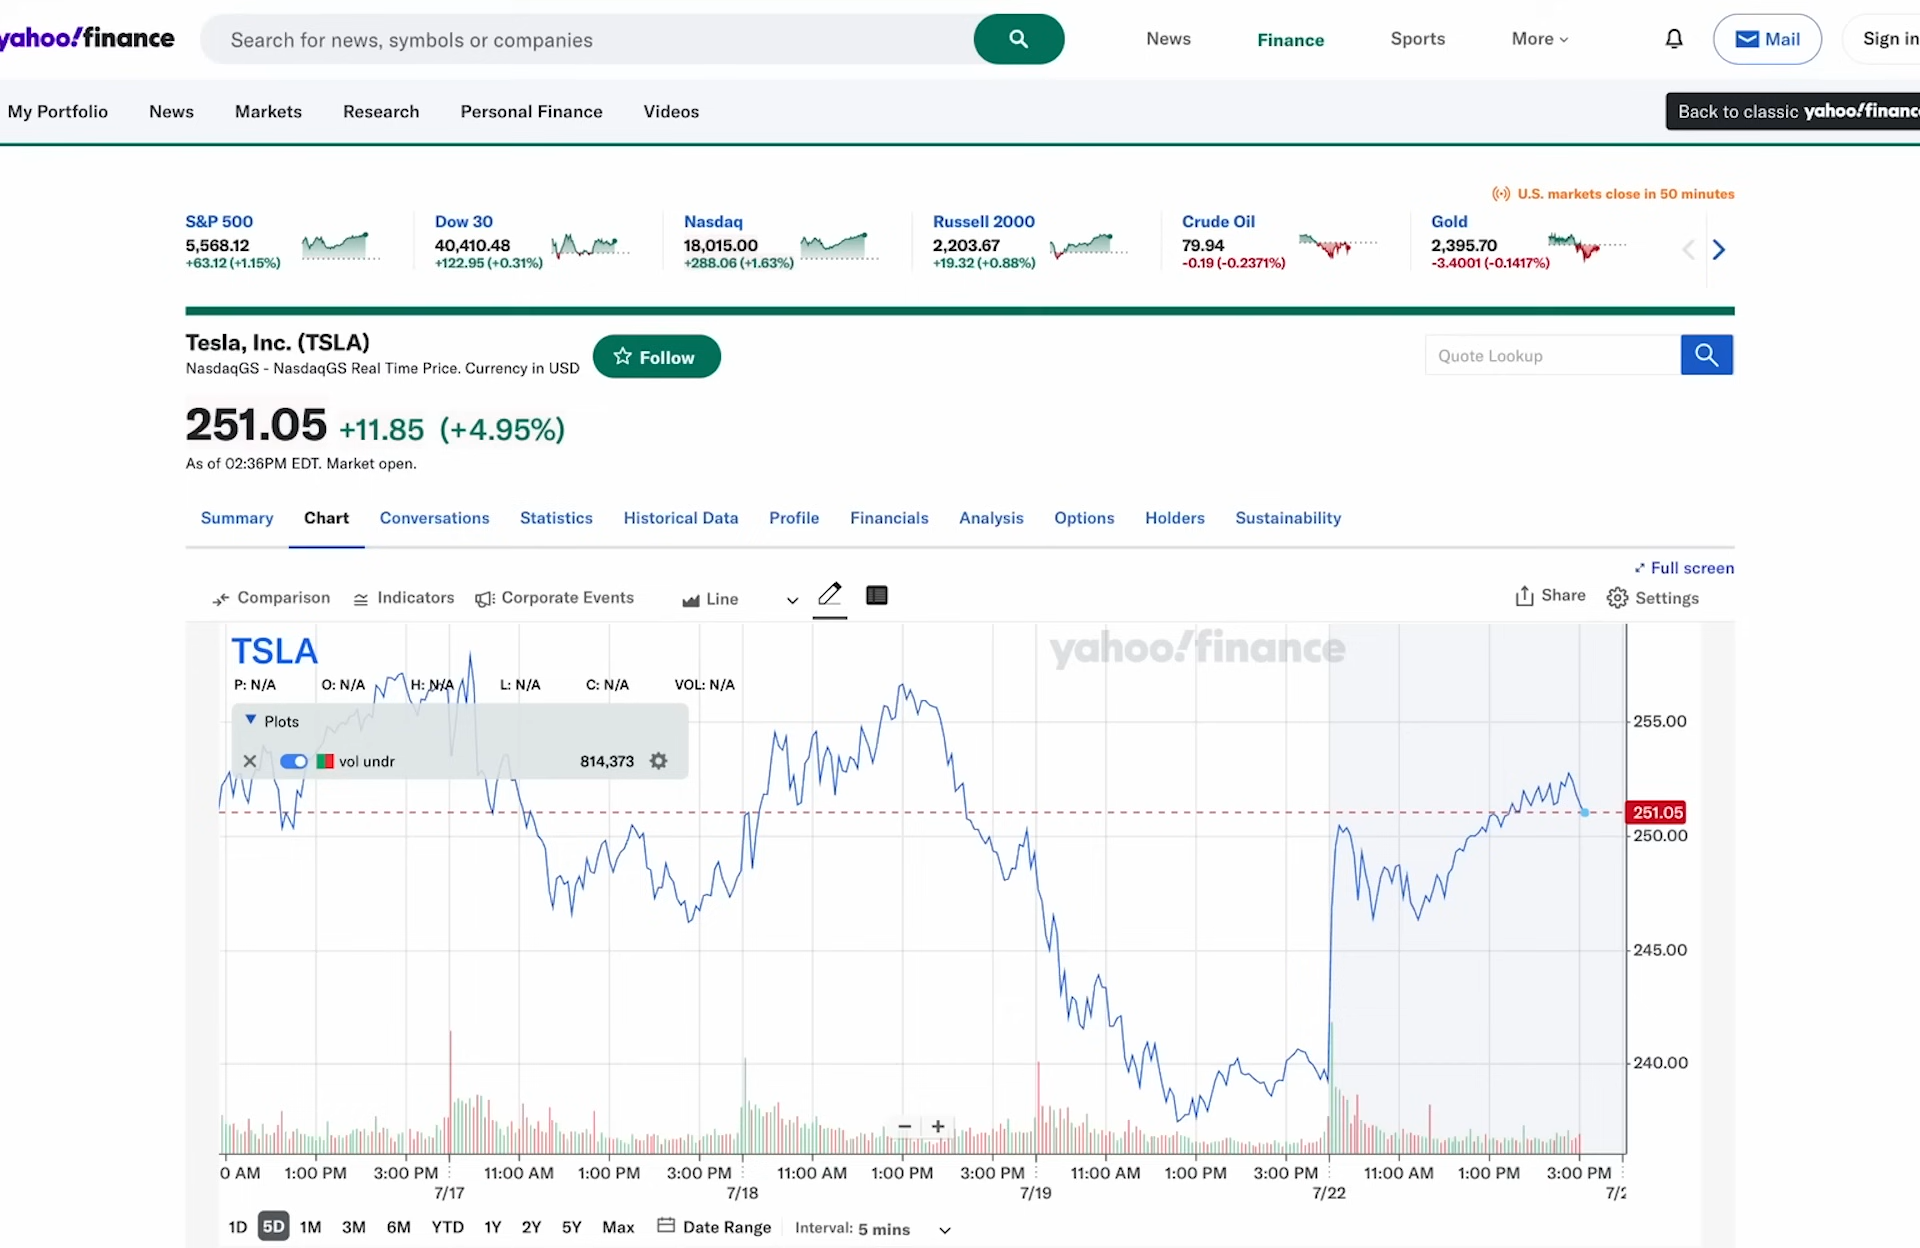 yahoo!finance
Search for news, symbols or companies
News Finance Sports More
Mail
Sign in
My Portfolio News Markets Research Personal Finance Videos
Back to classic yahoo!finance
U.S. markets close in 50 minutes
S&P 500
5,568.12
+63.12 (+1.15%)
Dow 30
40,410.48
+122.95 (+0.31%)
Nasdaq
18,015.00
+288.06 (+1.63%)
Russell 2000
2,203.67
+19.32 (+0.88%)
Crude Oil
79.94
-0.19 (-0.2371%)
Gold
2,395.70
-3.4001 (-0.1417%)
Tesla, Inc. (TSLA)
NasdaqGS - NasdaqGS Real Time Price. Currency in USD
Follow
Quote Lookup
251.05 +11.85 (+4.95%)
As of 02:36PM EDT. Market open.
Summary Chart Conversations Statistics Historical Data Profile Financials Analysis Options Holders Sustainability
Full screen
Comparison Indicators Corporate Events Line
Share Settings
TSLA
yahoo!finance
P: N/A O: N/A H: N/A L: N/A C: N/A VOL: N/A
Plots
vol undr 814,373
255.00
251.05
250.00
245.00
240.00
0 AM 1:00 PM 3:00 PM 11:00 AM 1:00 PM 3:00 PM 11:00 AM 1:00 PM 3:00 PM 11:00 AM 1:00 PM 3:00 PM 11:00 AM 1:00 PM 3:00 PM
7/17 7/18 7/19 7/22 7/2
1D 5D 1M 3M 6M YTD 1Y 2Y 5Y Max Date Range Interval: 5 mins